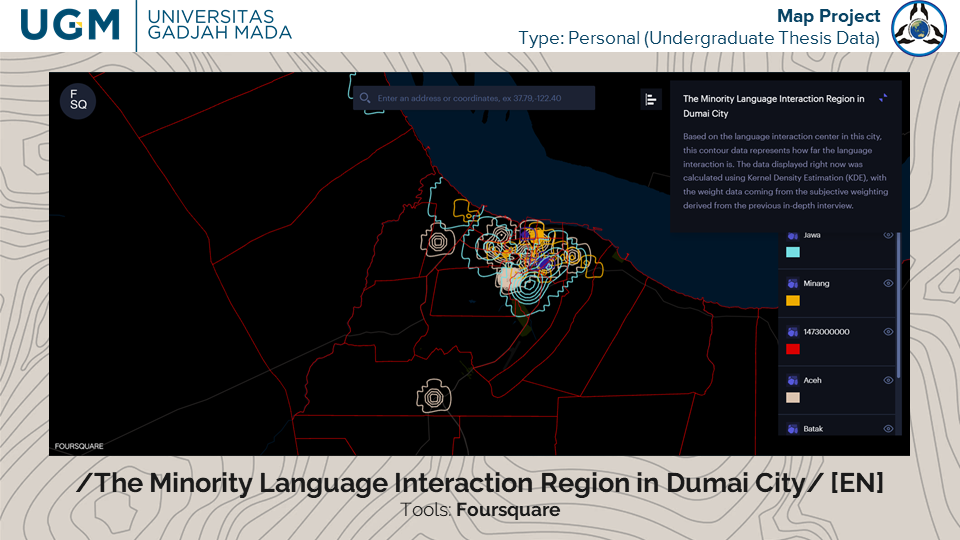 UGM
UNIVERSITAS
GADJAH MADA
Map Project
Type: Personal (Undergraduate Thesis Data)
F
SQ
Enter an address or coordinates, ex 37.79,-122.40
The Minority Language Interaction Region in
Dumai City
Based on the language interaction center in this city,
this contour data represents how far the language
interaction is. The data displayed right now was
calculated using Kernel Density Estimation (KDE), with
the weight data coming from the subjective weighting
derived from the previous in-depth interview.
Jawa
Minang
1473000000
Aceh
Batak
FOURSQUARE
/The Minority Language Interaction Region in Dumai City/ [EN]
Tools: Foursquare